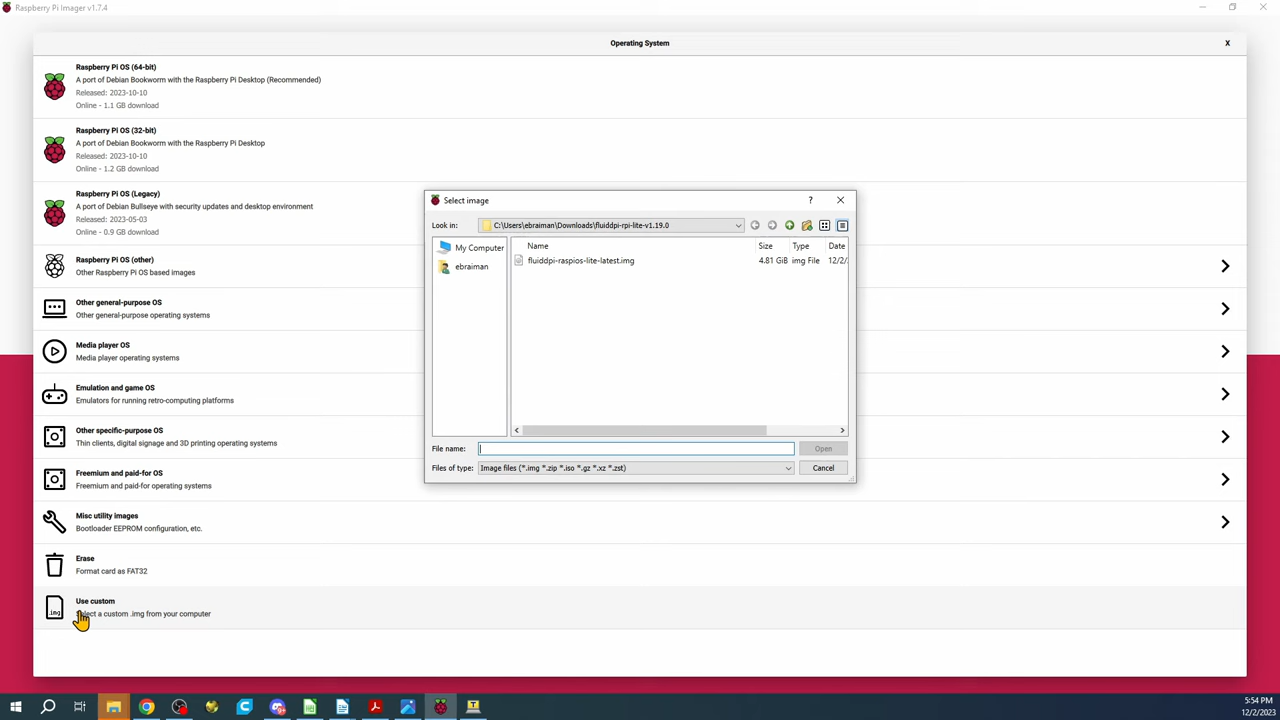 Raspberry Pi Imager v1.7.4
Operating System
X
Raspberry Pi OS (64-bit)
A port of Debian Bookworm with the Raspberry Pi Desktop (Recommended)
Released: 2023-10-10
Online - 1.1 GB download
Raspberry Pi OS (32-bit)
A port of Debian Bookworm with the Raspberry Pi Desktop
Released: 2023-10-10
Online - 1.2 GB download
Raspberry Pi OS (Legacy)
A port of Debian Bullseye with security updates and desktop environment
Released: 2023-05-03
Online - 0.9 GB download
Raspberry Pi OS (other)
Other Raspberry Pi OS based images
Other general-purpose OS
Other general-purpose operating systems
Media player OS
Media player operating systems
Emulation and game OS
Emulators for running retro-computing platforms
Other specific-purpose OS
Thin clients, digital signage and 3D printing operating systems
Freemium and paid-for OS
Freemium and paid-for operating systems
Misc utility images
Bootloader EEPROM configuration, etc.
Erase
Format card as FAT32
.img
Use custom
Select a custom .img from your computer
Select image
?
Look in: C:\Users\ebraiman\Downloads\fluiddpi-rpi-lite-v1.19.0
My Computer
ebraiman
Name Size Type Date
fluiddpi-raspios-lite-latest.img 4.81 GiB img File 12/2/
File name: Open
Files of type: Image files (*.img *.zip *.iso *.gz *.xz *.zst) Cancel
5:54 PM
12/2/2023